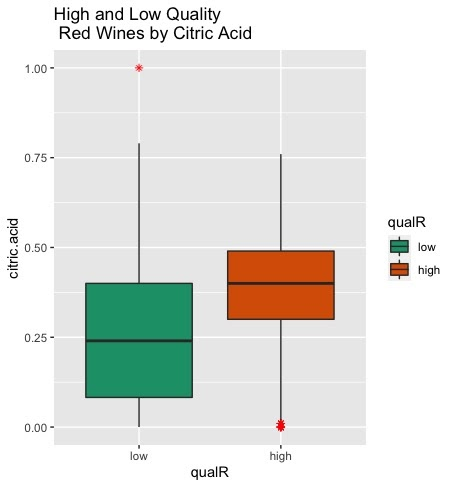 High and Low Quality
Red Wines by Citric Acid
1.00
0.75
0.50
0.25
0.00
citric.acid
low
high
qualR
qualR
low
high